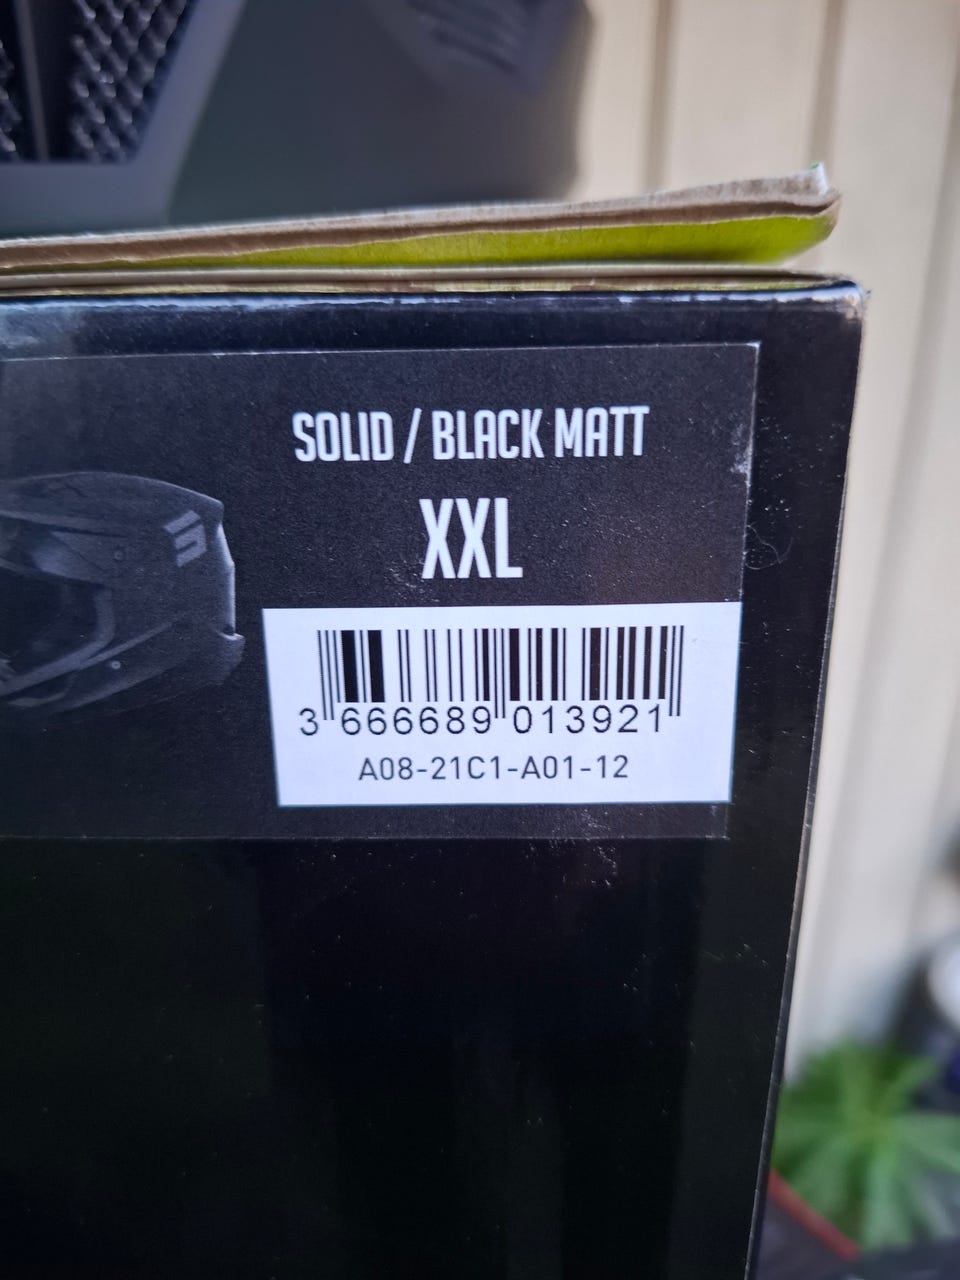 SOLID / BLACK MATT
XXL
3 666689 013921
A08-21C1-A01-12